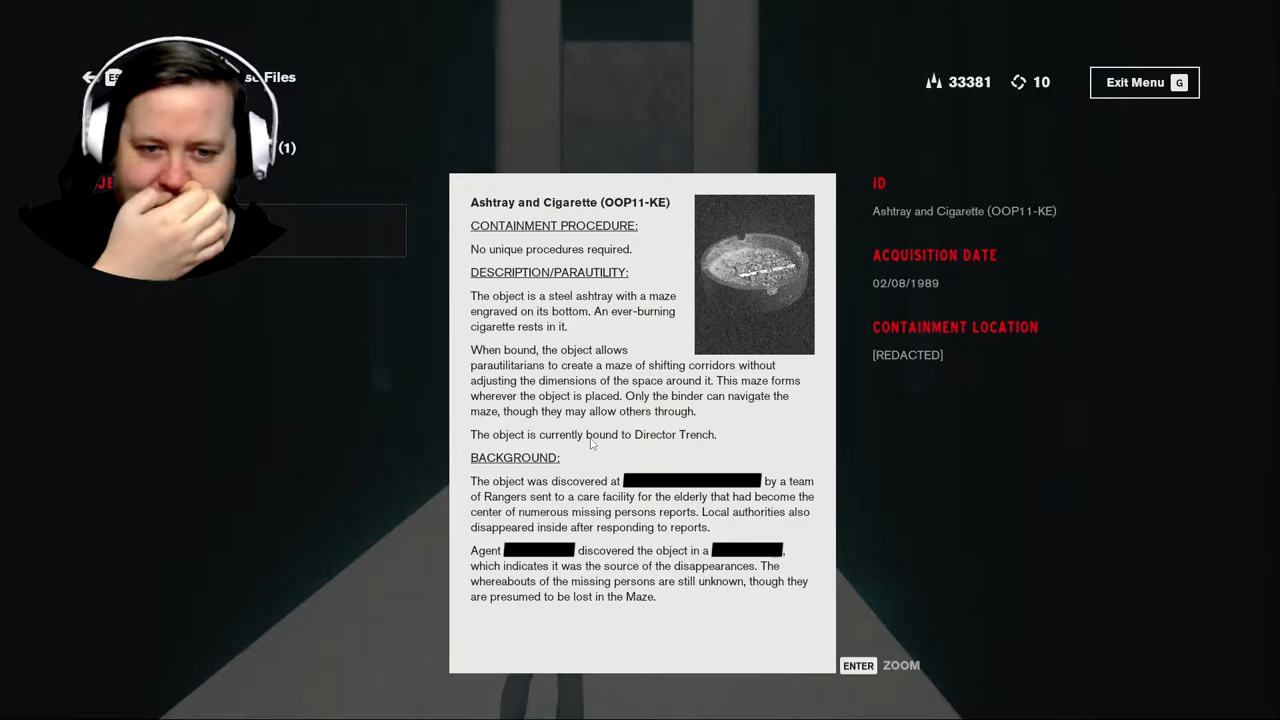 Files
33381
10
Exit Menu G
(1)
Ashtray and Cigarette (OOP11-KE)
CONTAINMENT PROCEDURE:
No unique procedures required.
DESCRIPTION/PARAUTILITY:
The object is a steel ashtray with a maze
engraved on its bottom. An ever-burning
cigarette rests in it.
When bound, the object allows
parautilitarians to create a maze of shifting corridors without
adjusting the dimensions of the space around it. This maze forms
wherever the object is placed. Only the binder can navigate the
maze, though they may allow others through.
The object is currently bound to Director Trench.
BACKGROUND:
The object was discovered at by a team
of Rangers sent to a care facility for the elderly that had become the
center of numerous missing persons reports. Local authorities also
disappeared inside after responding to reports.
Agent discovered the object in a ,
which indicates it was the source of the disappearances. The
whereabouts of the missing persons are still unknown, though they
are presumed to be lost in the Maze.
ID
Ashtray and Cigarette (OOP11-KE)
ACQUISITION DATE
02/08/1989
CONTAINMENT LOCATION
[REDACTED]
ENTER ZOOM